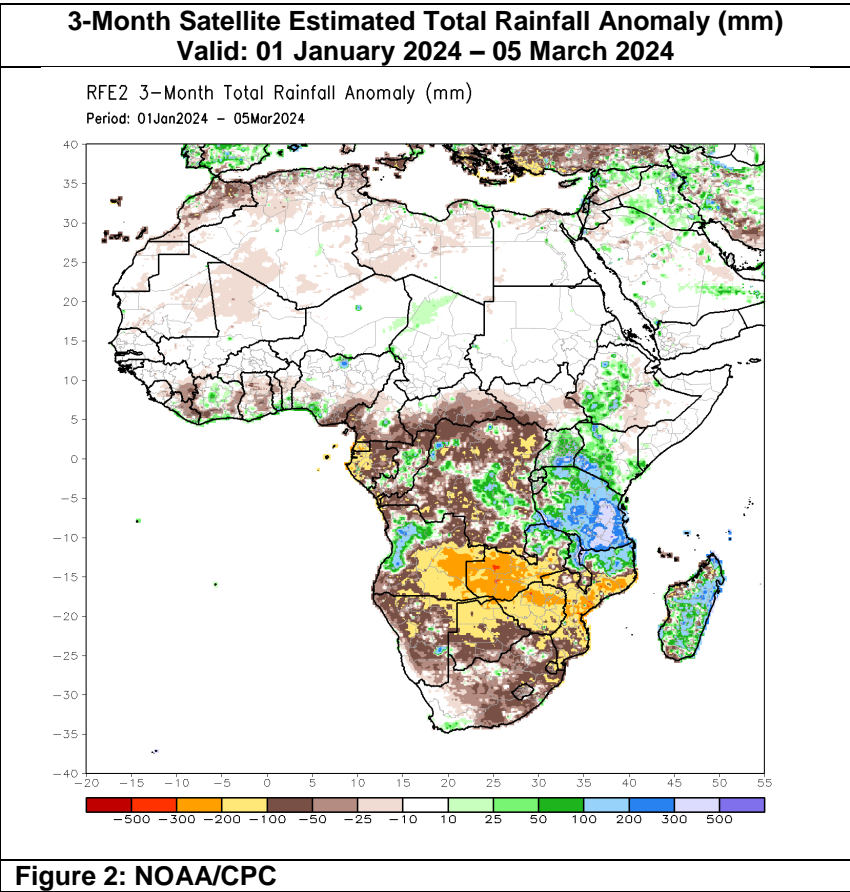 3-Month Satellite Estimated Total Rainfall Anomaly (mm)
Valid: 01 January 2024 – 05 March 2024
RFE2 3-Month Total Rainfall Anomaly (mm)
Period: 01Jan2024 - 05Mar2024
40
35
30
25
20
15
10
5
0
-5
-10
-15
-20
-25
-30
-35
-40
-20 -15 -10 -5 0 5 10 15 20 25 30 35 40 45 50 55
-500 -300 -200 -100 -50 -25 -10 10 25 50 100 200 300 500
Figure 2: NOAA/CPC